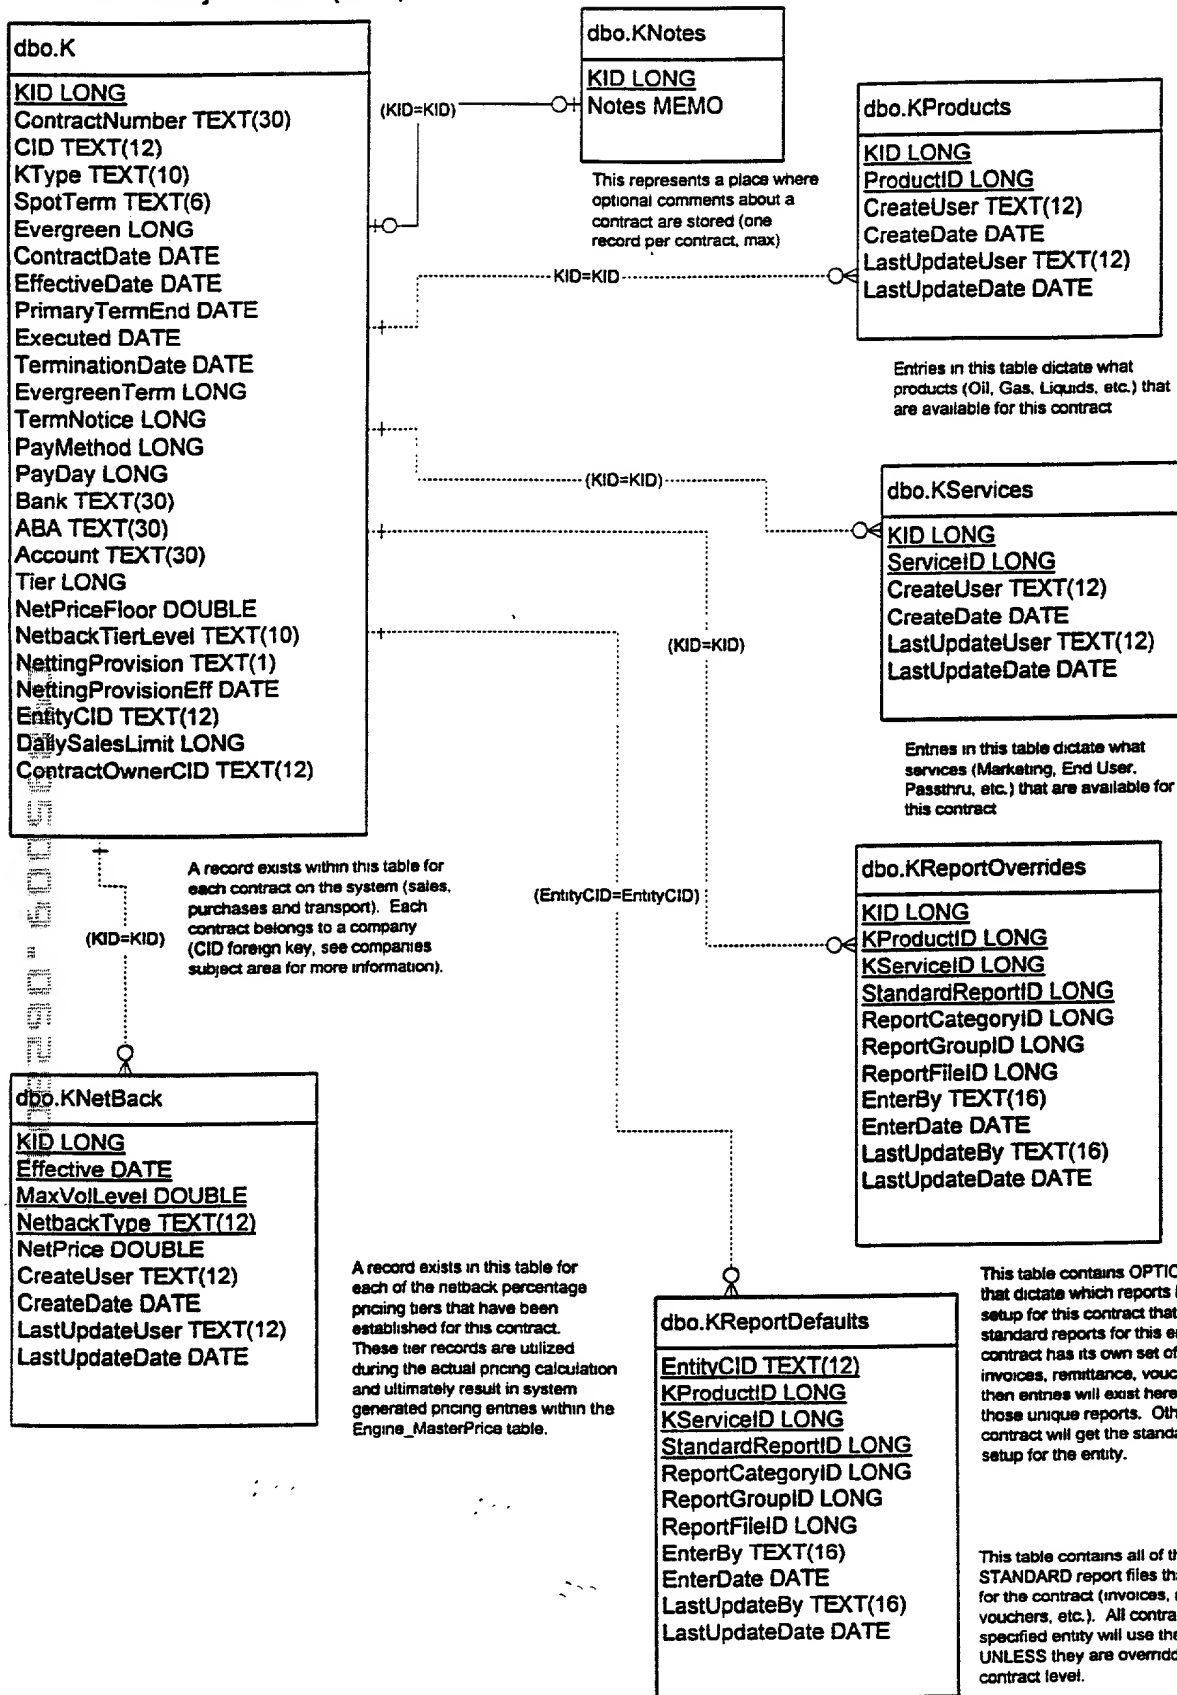 dbo.K
KID LONG
ContractNumber TEXT(30)
CID TEXT(12)
KType TEXT(10)
SpotTerm TEXT(6)
Evergreen LONG
ContractDate DATE
EffectiveDate DATE
PrimaryTermEnd DATE
Executed DATE
TerminationDate DATE
EvergreenTerm LONG
TermNotice LONG
PayMethod LONG
PayDay LONG
Bank TEXT(30)
ABA TEXT(30)
Account TEXT(30)
Tier LONG
NetPriceFloor DOUBLE
NetbackTierLevel TEXT(10)
NettingProvision TEXT(1)
NettingProvisionEff DATE
EntityCID TEXT(12)
DailySalesLimit LONG
ContractOwnerCID TEXT(12)
A record exists within this table for
each contract on the system (sales,
purchases and transport). Each
contract belongs to a company
(CID foreign key, see companies
subject area for more information).
(KID=KID)
dbo.KNotes
KID LONG
Notes MEMO
This represents a place where
optional comments about a
contract are stored (one
record per contract, max)
KID=KID
dbo.KProducts
KID LONG
ProductID LONG
CreateUser TEXT(12)
CreateDate DATE
LastUpdateUser TEXT(12)
LastUpdateDate DATE
Entries in this table dictate what
products (Oil, Gas, Liquids, etc.) that
are available for this contract
(KID=KID)
dbo.KServices
KID LONG
ServiceID LONG
CreateUser TEXT(12)
CreateDate DATE
LastUpdateUser TEXT(12)
LastUpdateDate DATE
Entries in this table dictate what
services (Marketing, End User,
Passthru, etc.) that are available for
this contract
(KID=KID)
dbo.KReportOverrides
KID LONG
KProductID LONG
KServiceID LONG
StandardReportID LONG
ReportCategoryID LONG
ReportGroupID LONG
ReportFileID LONG
EnterBy TEXT(16)
EnterDate DATE
LastUpdateBy TEXT(16)
LastUpdateDate DATE
This table contains
that dictate which reports
setup for this contract that
standard reports for this
contract has its own set of
invoices, remittance,
then entries will exist here
those unique reports.
contract will get the
setup for the entity.
(EntityCID=EntityCID)
dbo.KReportDefaults
EntityCID TEXT(12)
KProductID LONG
KServiceID LONG
StandardReportID LONG
ReportCategoryID LONG
ReportGroupID LONG
ReportFileID LONG
EnterBy TEXT(16)
EnterDate DATE
LastUpdateBy TEXT(16)
LastUpdateDate DATE
This table contains all of
STANDARD report files
for the contract (invoices,
vouchers, etc.). All
specified entity will use
UNLESS they are
contract level.
(KID=KID)
dbo.KNetBack
KID LONG
Effective DATE
MaxVolLevel DOUBLE
NetbackType TEXT(12)
NetPrice DOUBLE
CreateUser TEXT(12)
CreateDate DATE
LastUpdateUser TEXT(12)
LastUpdateDate DATE
A record exists in this table for
each of the netback percentage
pricing tiers that have been
established for this contract.
These tier records are utilized
during the actual pricing calculation
and ultimately result in system
generated pricing entries within the
Engine_MasterPrice table.